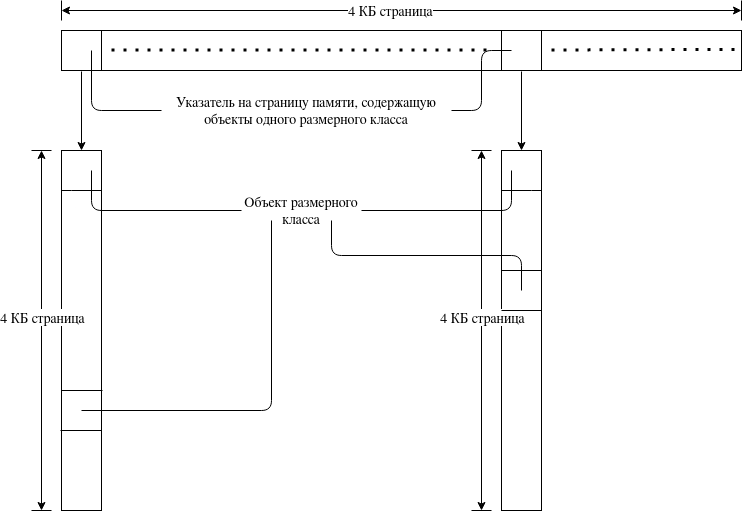 4 КБ страница
Указатель на страницу памяти, содержащую
объекты одного размерного класса
Объект размерного
класса
4 КБ страница
4 КБ страница